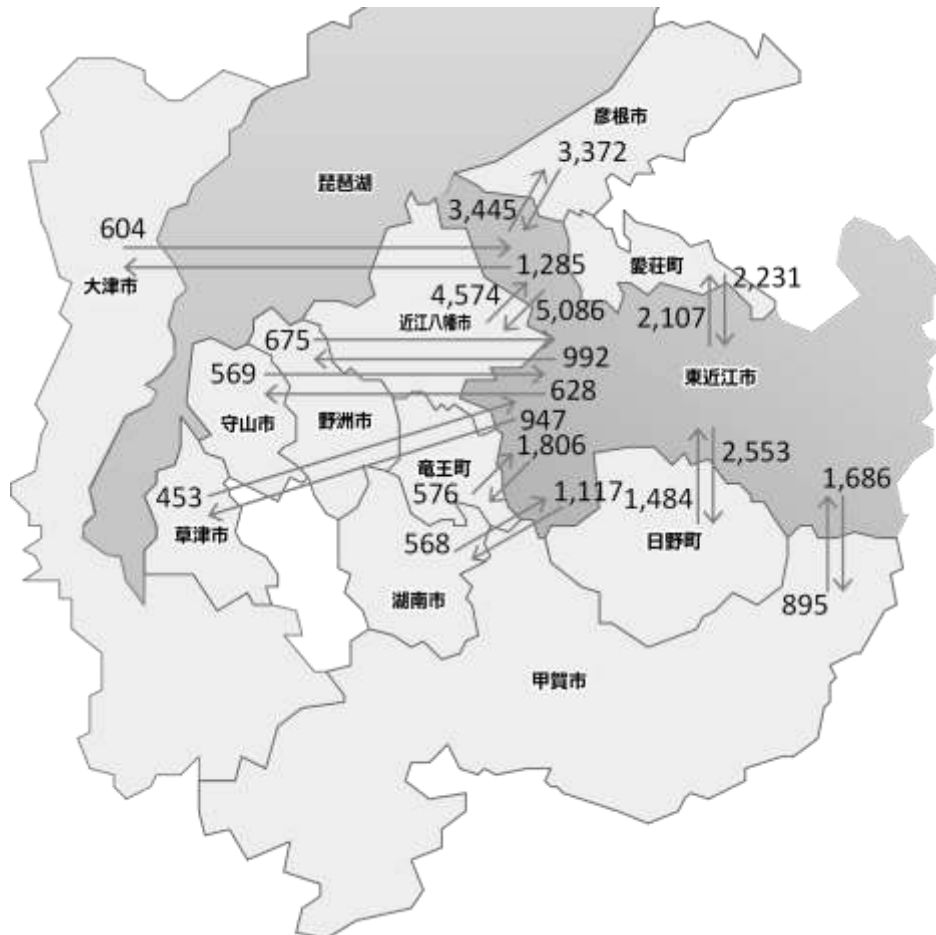 彦根市
3,372
琵琶湖
3,445
604
1,285
愛荘町
2,231
大津市
4,574
5,086
2,107
近江八幡市
675
992
569
628
東近江市
守山市
野洲市
947
1,806
竜王町
2,553
453
576
1,117
1,484
1,686
草津市
568
日野町
湖南市
895
甲賀市